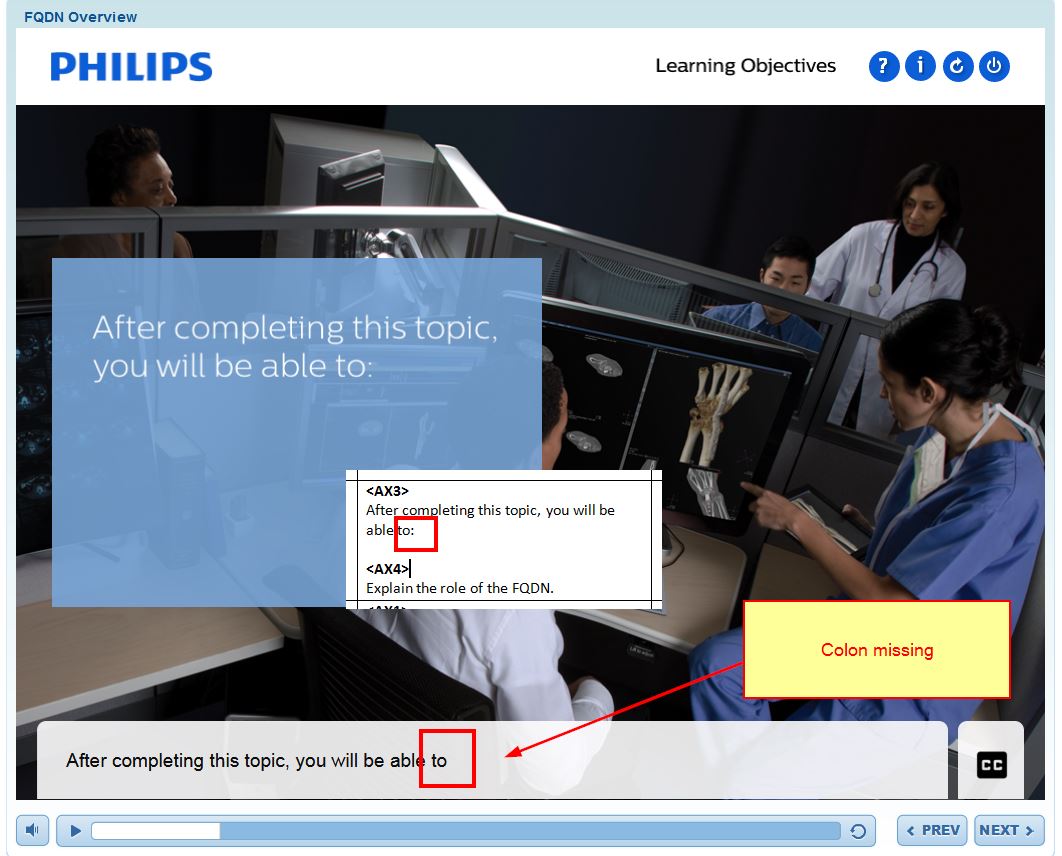 FQDN Overview
PHILIPS
Learning Objectives
? i
After completing this topic,
you will be able to:
<AX3>
After completing this topic, you will be
able to:
<AX4>
Explain the role of the FQDN.
Colon missing
After completing this topic, you will be able to
CC
PREV
NEXT